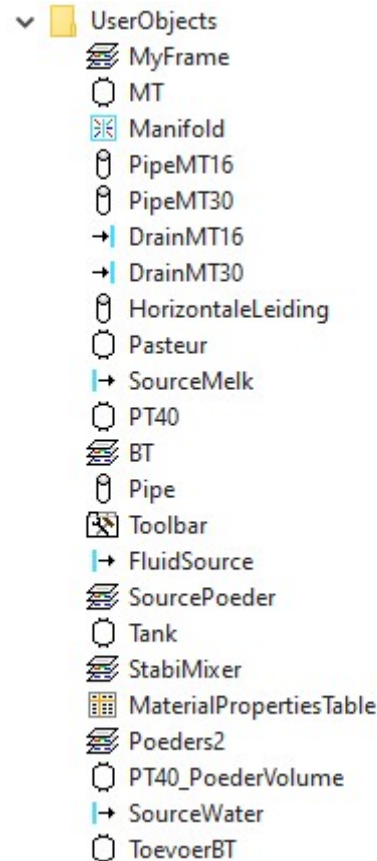 UserObjects
MyFrame
MT
Manifold
PipeMT16
PipeMT30
DrainMT16
DrainMT30
HorizontaleLeiding
Pasteur
SourceMelk
PT40
BT
Pipe
Toolbar
FluidSource
SourcePoeder
Tank
StabiMixer
MaterialPropertiesTable
Poeders2
PT40_PoederVolume
SourceWater
ToevoerBT